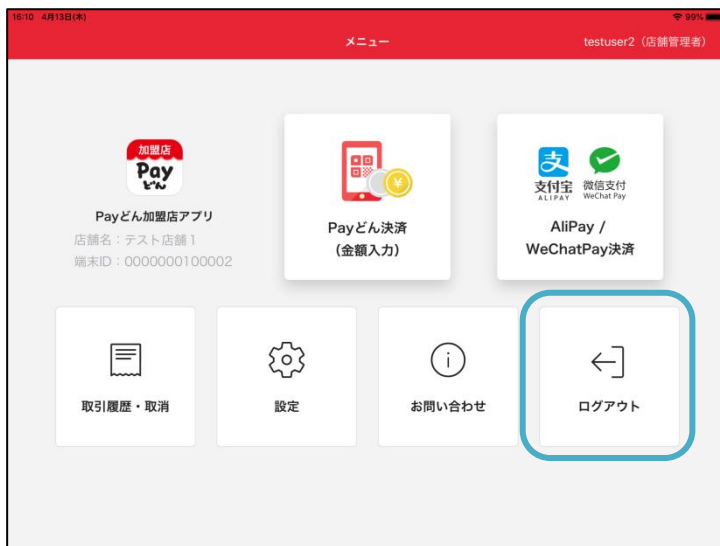 16:10 4月13日(木)
99%
メニュー
testuser2（店舗管理者）
加盟店
Pay
どん
Payどん加盟店アプリ
店舗名：テスト店舗1
端末ID：0000000100002
Payどん決済
（金額入力）
支
支付宝
ALIPAY
微信支付
WeChat Pay
AliPay /
WeChatPay決済
取引履歴・取消
設定
お問い合わせ
ログアウト